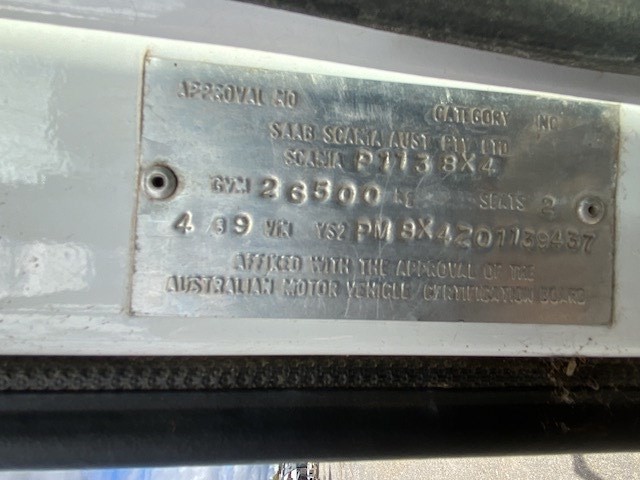 APPROVAL NO CATEGORY NC
SAAB SCANIA AUST PTY LTD
SCANIA P113 8X4
GVM 26500 KG SEATS 2
4/89 VIN YS2PM8X4201139437
AFFIXED WITH THE APPROVAL OF THE
AUSTRALIAN MOTOR VEHICLE CERTIFICATION BOARD